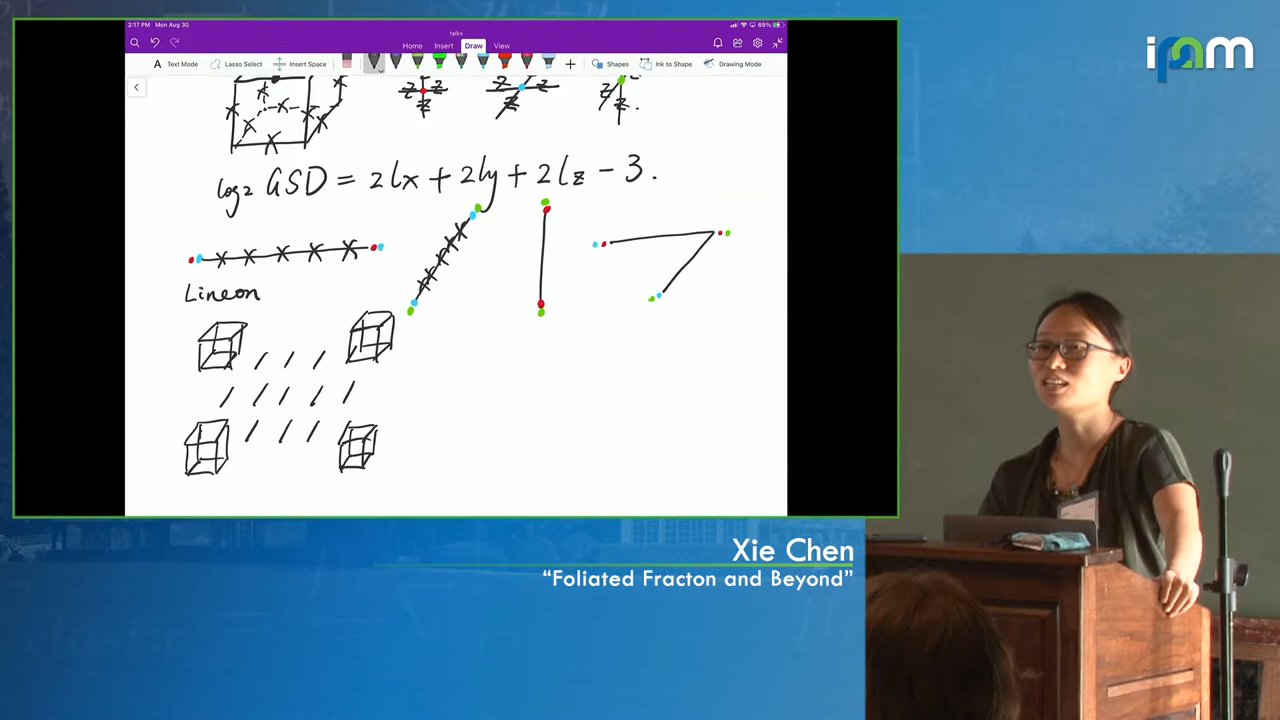 2:17 PM Mon Aug 30
talks
69%
Home Insert Draw View
Text Mode Lasso Select Insert Space Shapes Ink to Shape Drawing Mode
x x x x x x x z z z z z z z z
log2 GSD = 2Lx + 2Ly + 2Lz - 3.
x x x x x
x x x x
Lineon
ipam
Xie Chen
“Foliated Fracton and Beyond”